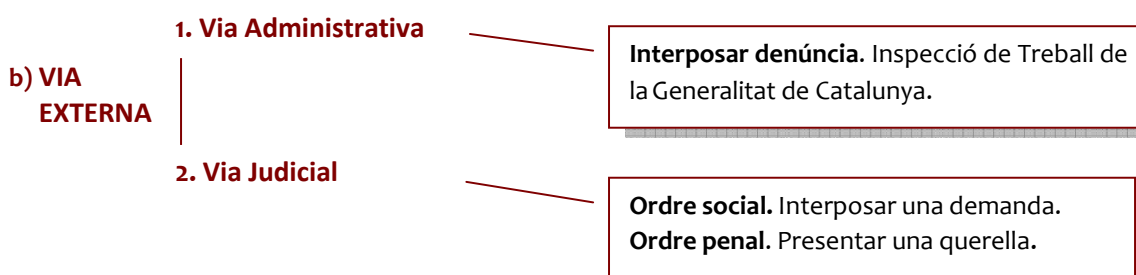 1. Via Administrativa
Interposar denúncia. Inspecció de Treball de
la Generalitat de Catalunya.
b) VIA
EXTERNA
2. Via Judicial
Ordre social. Interposar una demanda.
Ordre penal. Presentar una querella.